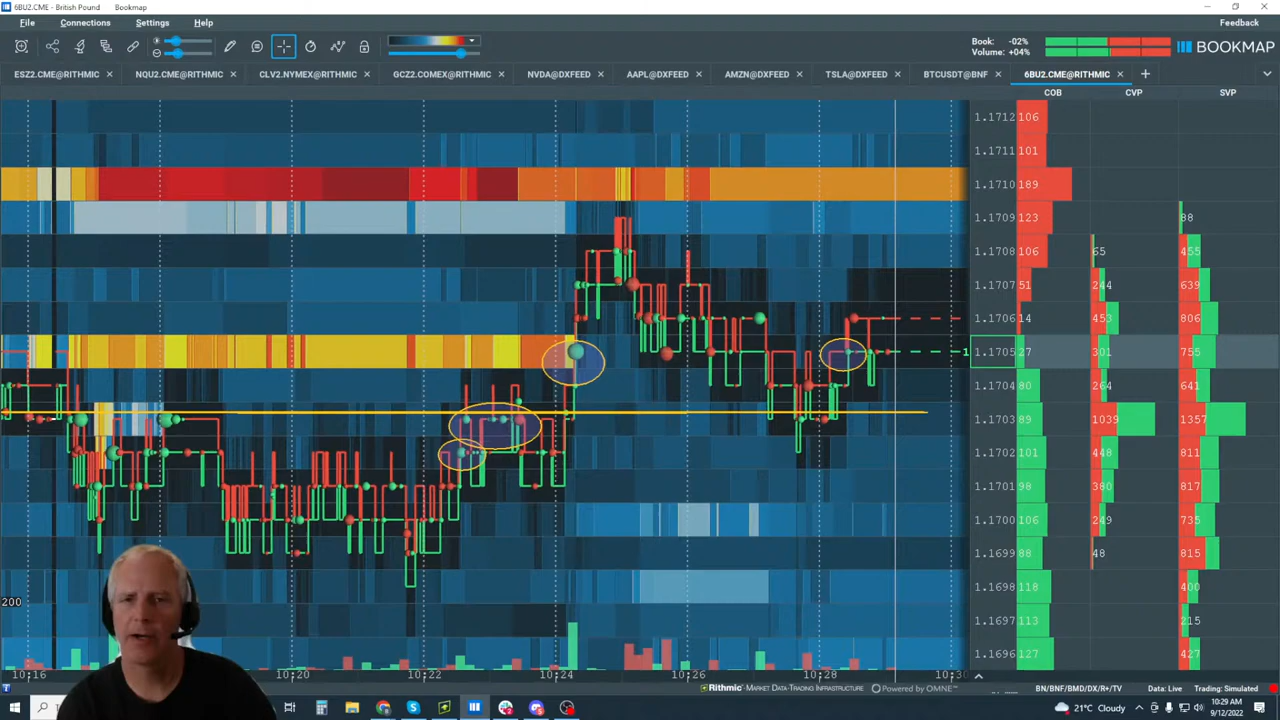 6BU2.CME - British Pound Bookmap
File Connections Settings Help Feedback
Book: -02%
Volume: +04%
BOOKMAP
ESZ2.CME@RITHMIC NQU2.CME@RITHMIC CLV2.NYMEX@RITHMIC GCZ2.COMEX@RITHMIC NVDA@DXFEED AAPL@DXFEED AMZN@DXFEED TSLA@DXFEED BTCUSDT@BNF 6BU2.CME@RITHMIC
COB CVP SVP
1.1712 106
1.1711 101
1.1710 189
1.1709 123 88
1.1708 106 65 455
1.1707 51 244 639
1.1706 14 453 806
1 1.1705 27 301 755
1.1704 80 264 641
1.1703 89 1039 1357
1.1702 101 448 811
1.1701 98 380 817
1.1700 106 249 735
1.1699 88 48 815
1.1698 118 400
200
1.1697 113 215
1.1696 127 427
10:16 10:20 10:22 10:24 10:26 10:28 10:30
Rithmic - Market Data-Trading Infrastructure Powered by OMNE™ BN/BNF/BMD/DX/R+/TV Data: Live Trading: Simulated
21°C Cloudy 10:29 AM
9/12/2022